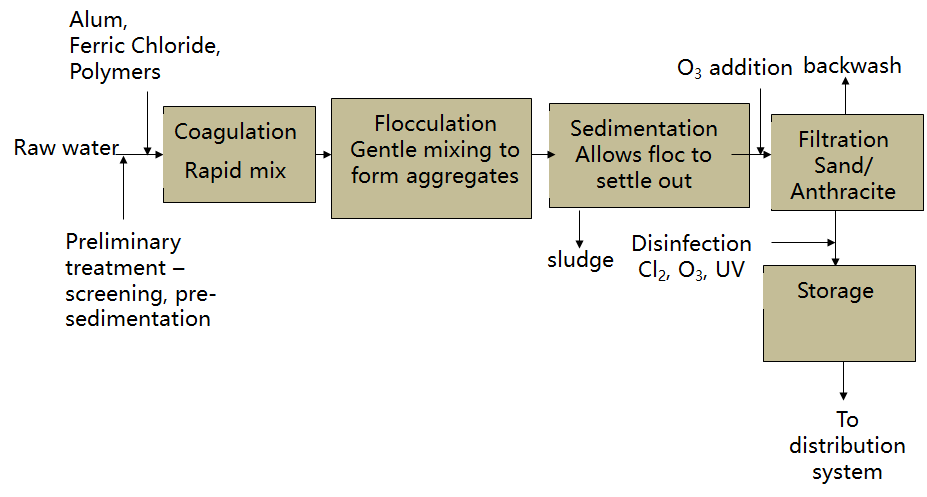 Alum,
Ferric Chloride,
Polymers
Raw water
Preliminary
treatment –
screening, pre-
sedimentation
Coagulation
Rapid mix
Flocculation
Gentle mixing to
form aggregates
Sedimentation
Allows floc to
settle out
sludge
O₃ addition
backwash
Filtration
Sand/
Anthracite
Disinfection
Cl₂, O₃, UV
Storage
To
distribution
system